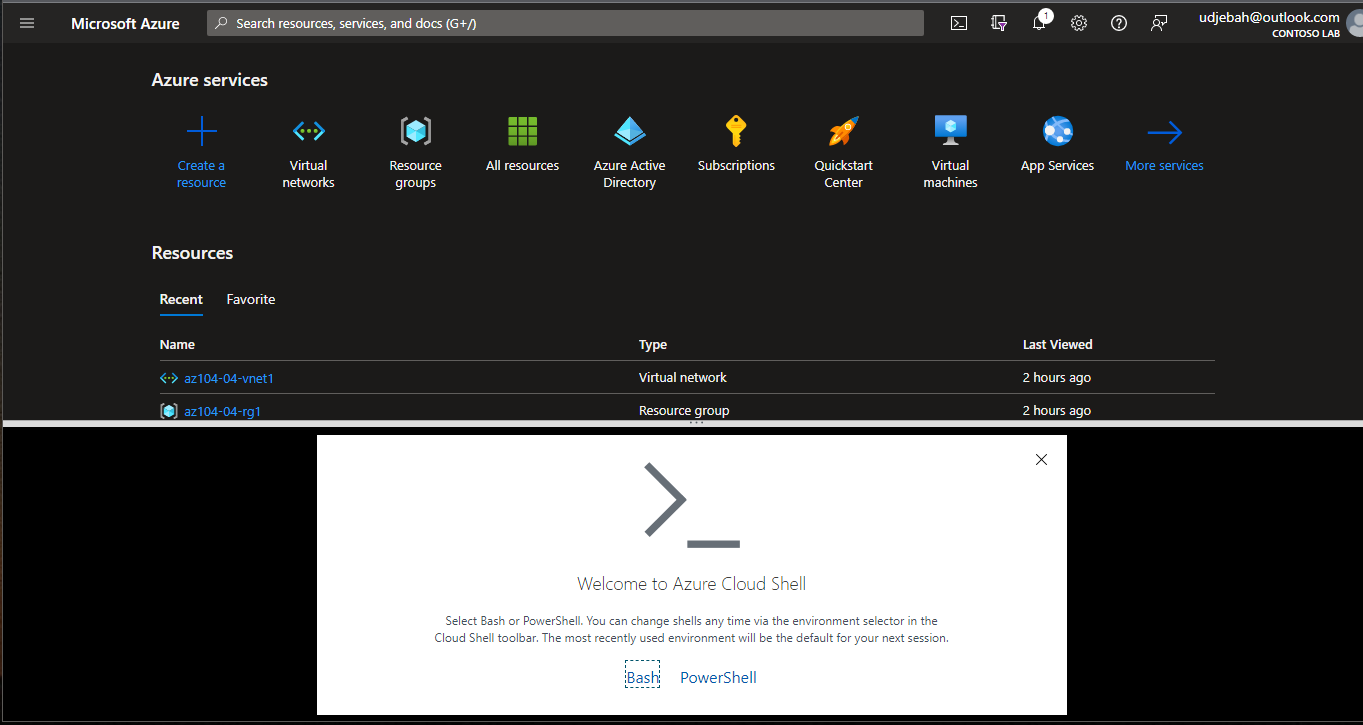 Microsoft Azure
Search resources, services, and docs (G+/)
1
udjebah@outlook.com
CONTOSO LAB
Azure services
Create a
resource
Virtual
networks
Resource
groups
All resources
Azure Active
Directory
Subscriptions
Quickstart
Center
Virtual
machines
App Services
More services
Resources
Recent Favorite
Name Type Last Viewed
az104-04-vnet1 Virtual network 2 hours ago
az104-04-rg1 Resource group 2 hours ago
Welcome to Azure Cloud Shell
Select Bash or PowerShell. You can change shells any time via the environment selector in the
Cloud Shell toolbar. The most recently used environment will be the default for your next session.
Bash PowerShell